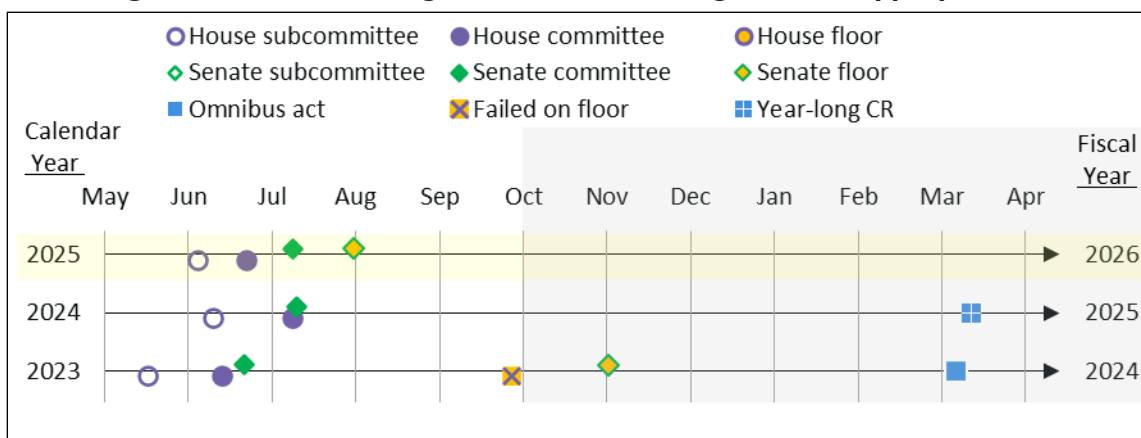 House subcommittee House committee House floor
Senate subcommittee Senate committee Senate floor
Omnibus act Failed on floor Year-long CR
Calendar Year
Fiscal Year
May Jun Jul Aug Sep Oct Nov Dec Jan Feb Mar Apr
2025 2026
2024 2025
2023 2024